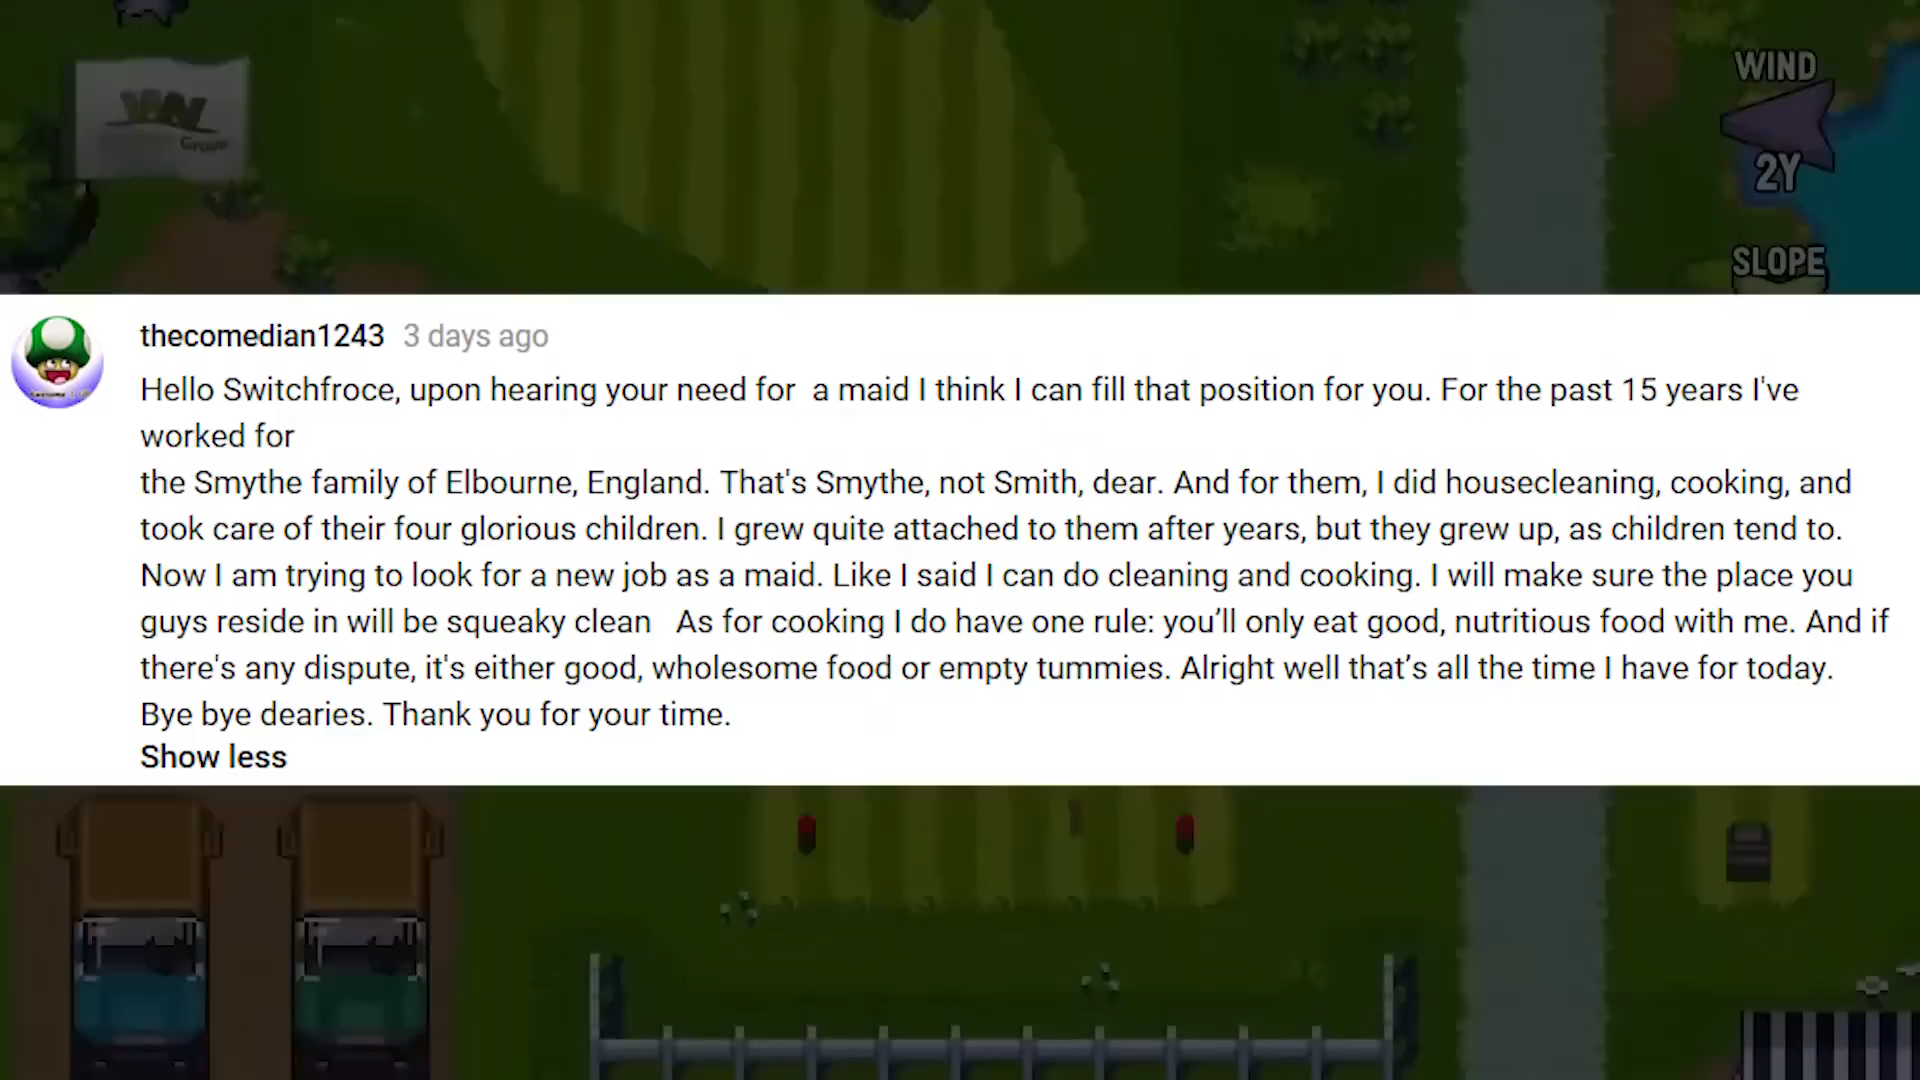 WIND
2Y
SLOPE
Grove
thecomedian1243 3 days ago
Hello Switchfroce, upon hearing your need for  a maid I think I can fill that position for you. For the past 15 years I've
worked for
the Smythe family of Elbourne, England. That's Smythe, not Smith, dear. And for them, I did housecleaning, cooking, and
took care of their four glorious children. I grew quite attached to them after years, but they grew up, as children tend to.
Now I am trying to look for a new job as a maid. Like I said I can do cleaning and cooking. I will make sure the place you
guys reside in will be squeaky clean   As for cooking I do have one rule: you’ll only eat good, nutritious food with me. And if
there's any dispute, it's either good, wholesome food or empty tummies. Alright well that’s all the time I have for today.
Bye bye dearies. Thank you for your time.
Show less